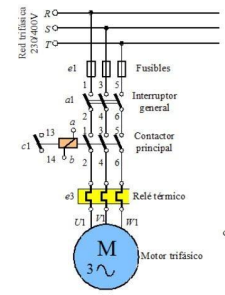 Red trifásica
230/400V
R
S
T
e1
Fusibles
1 3 5
a1
Interruptor
general
2 4 6
a
13
1 3 5
Contactor
principal
c1
14
b
2 4 6
e3
Relé térmico
U1 V1 W1
M
3
Motor trifásico